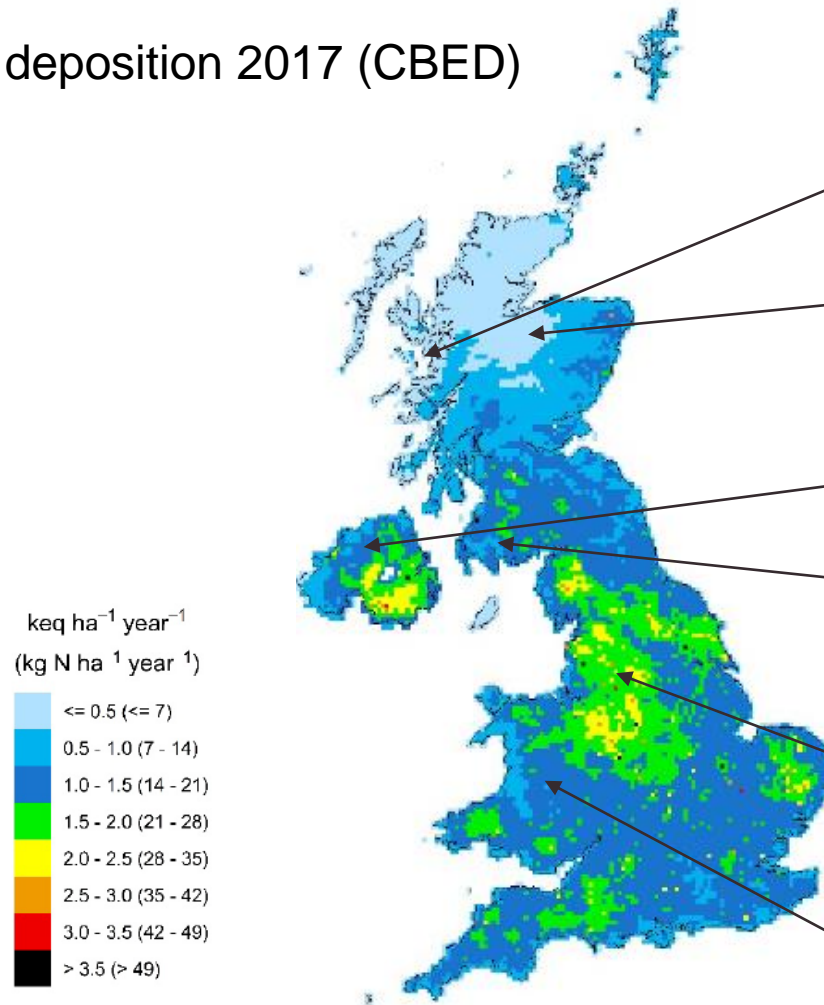 deposition 2017 (CBED)
keq ha⁻¹ year⁻¹
(kg N ha ¹ year ¹)
<= 0.5 (<= 7)
0.5 - 1.0 (7 - 14)
1.0 - 1.5 (14 - 21)
1.5 - 2.0 (21 - 28)
2.0 - 2.5 (28 - 35)
2.5 - 3.0 (35 - 42)
3.0 - 3.5 (42 - 49)
> 3.5 (> 49)